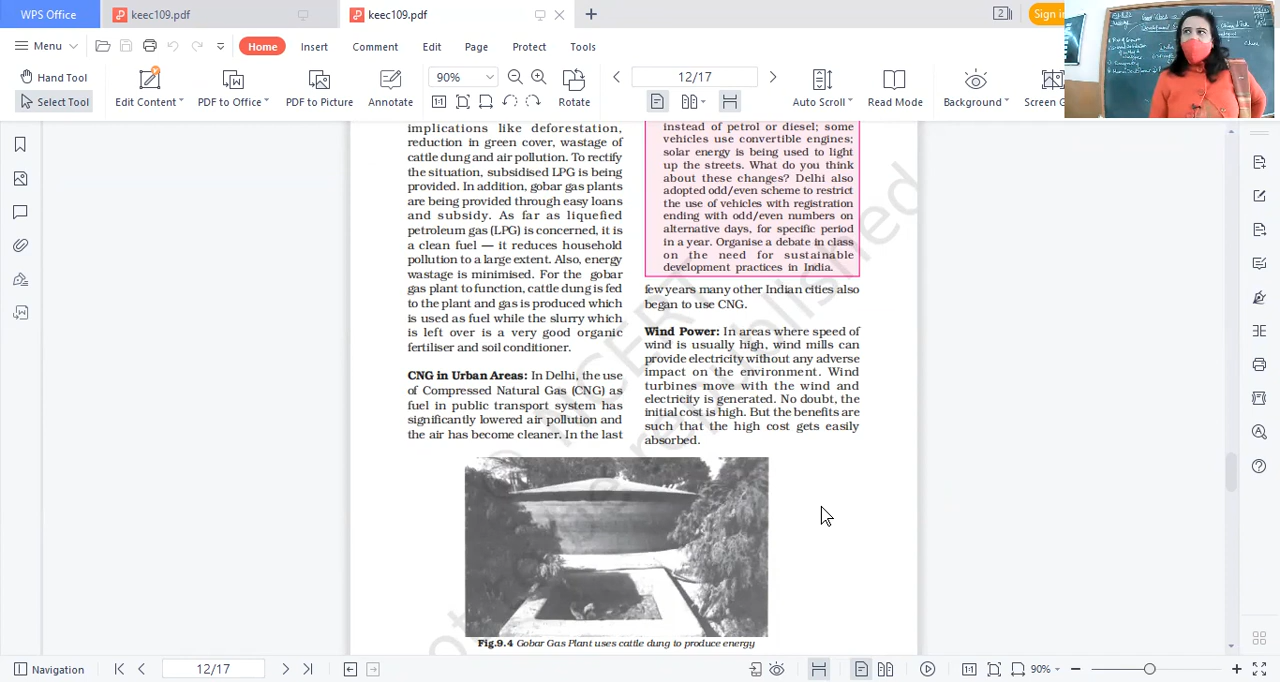 WPS Office
keec109.pdf
keec109.pdf
2
Sign in
Menu
Home
Insert
Comment
Edit
Page
Protect
Tools
Hand Tool
Select Tool
Edit Content
PDF to Office
PDF to Picture
Annotate
90%
Rotate
12/17
Auto Scroll
Read Mode
Background
Screen G
implications like deforestation,
reduction in green cover, wastage of
cattle dung and air pollution. To rectify
the situation, subsidised LPG is being
provided. In addition, gobar gas plants
are being provided through easy loans
and subsidy. As far as liquefied
petroleum gas (LPG) is concerned, it is
a clean fuel — it reduces household
pollution to a large extent. Also, energy
wastage is minimised. For the gobar
gas plant to function, cattle dung is fed
to the plant and gas is produced which
is used as fuel while the slurry which
is left over is a very good organic
fertiliser and soil conditioner.
CNG in Urban Areas: In Delhi, the use
of Compressed Natural Gas (CNG) as
fuel in public transport system has
significantly lowered air pollution and
the air has become cleaner. In the last
instead of petrol or diesel; some
vehicles use convertible engines;
solar energy is being used to light
up the streets. What do you think
about these changes? Delhi also
adopted odd/even scheme to restrict
the use of vehicles with registration
ending with odd/even numbers on
alternative days, for specific period
in a year. Organise a debate in class
on the need for sustainable
development practices in India.
few years many other Indian cities also
began to use CNG.
Wind Power: In areas where speed of
wind is usually high, wind mills can
provide electricity without any adverse
impact on the environment. Wind
turbines move with the wind and
electricity is generated. No doubt, the
initial cost is high. But the benefits are
such that the high cost gets easily
absorbed.
Fig.9.4 Gobar Gas Plant uses cattle dung to produce energy
© NCERT
not to be republished
Navigation
12/17
90%